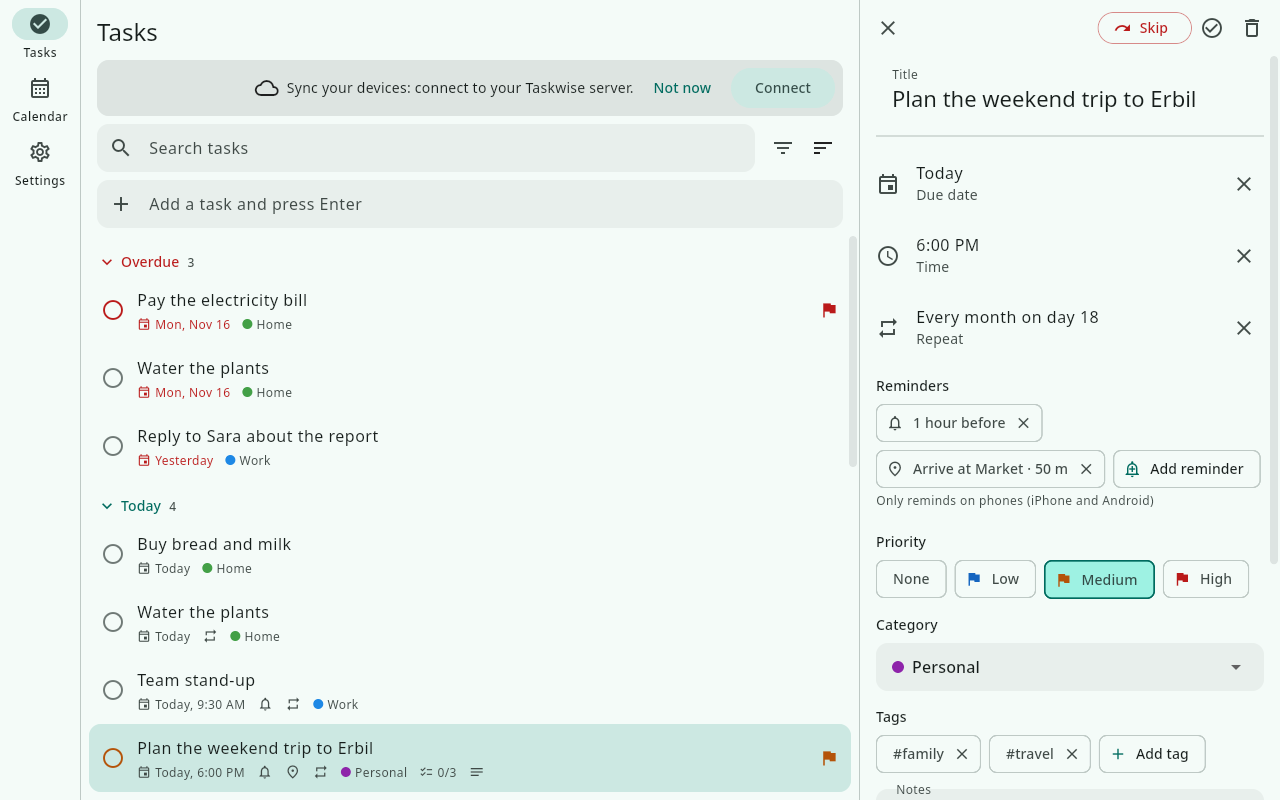 Tasks
Calendar
Settings
Tasks
Sync your devices: connect to your Taskwise server. Not now Connect
Search tasks
Add a task and press Enter
Overdue 3
Pay the electricity bill
Mon, Nov 16 Home
Water the plants
Mon, Nov 16 Home
Reply to Sara about the report
Yesterday Work
Today 4
Buy bread and milk
Today Home
Water the plants
Today Home
Team stand-up
Today, 9:30 AM Work
Plan the weekend trip to Erbil
Today, 6:00 PM Personal 0/3
Skip
Title
Plan the weekend trip to Erbil
Today
Due date
6:00 PM
Time
Every month on day 18
Repeat
Reminders
1 hour before
Arrive at Market · 50 m Add reminder
Only reminds on phones (iPhone and Android)
Priority
None Low Medium High
Category
Personal
Tags
#family #travel Add tag
Notes